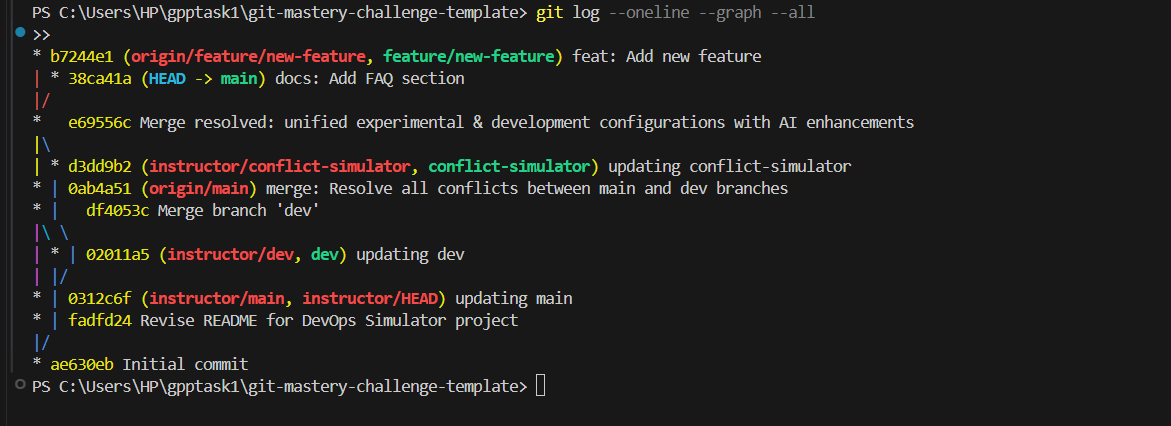 PS C:\Users\HP\gpptask1\git-mastery-challenge-template> git log --oneline --graph --all
>>
* b7244e1 (origin/feature/new-feature, feature/new-feature) feat: Add new feature
| * 38ca41a (HEAD -> main) docs: Add FAQ section
|/
*   e69556c Merge resolved: unified experimental & development configurations with AI enhancements
|\
| * d3dd9b2 (instructor/conflict-simulator, conflict-simulator) updating conflict-simulator
* | 0ab4a51 (origin/main) merge: Resolve all conflicts between main and dev branches
* |   df4053c Merge branch 'dev'
|\ \
| * | 02011a5 (instructor/dev, dev) updating dev
| |/
* | 0312c6f (instructor/main, instructor/HEAD) updating main
* | fadfd24 Revise README for DevOps Simulator project
|/
* ae630eb Initial commit
PS C:\Users\HP\gpptask1\git-mastery-challenge-template>